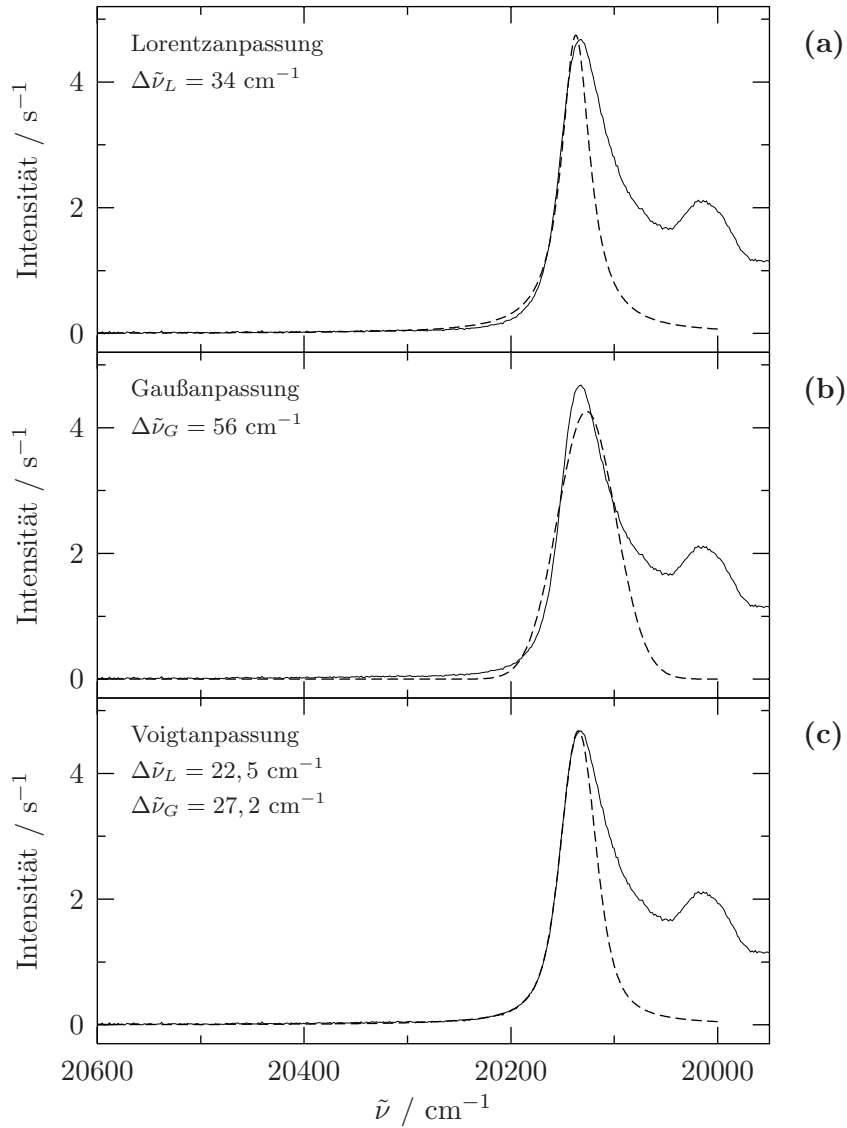 Lorentzanpassung
Δν̃_L = 34 cm⁻¹
(a)
Intensität / s⁻¹
4
2
0
Gaußanpassung
Δν̃_G = 56 cm⁻¹
(b)
Intensität / s⁻¹
4
2
0
Voigtanpassung
Δν̃_L = 22, 5 cm⁻¹
Δν̃_G = 27, 2 cm⁻¹
(c)
Intensität / s⁻¹
4
2
0
20600 20400 20200 20000
ν̃ / cm⁻¹